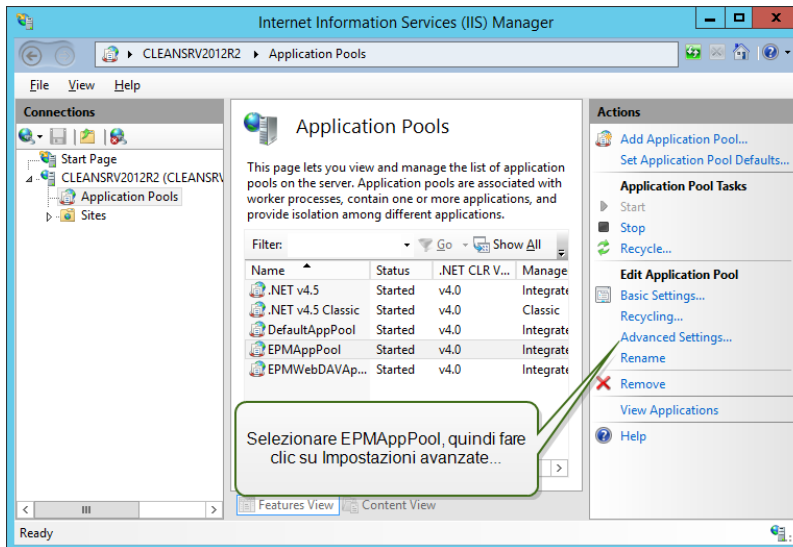 Internet Information Services (IIS) Manager
CLEANSRV2012R2 Application Pools
File View Help
Connections
Start Page
CLEANSRV2012R2 (CLEANSRV
Application Pools
Sites
Application Pools
This page lets you view and manage the list of application
pools on the server. Application pools are associated with
worker processes, contain one or more applications, and
provide isolation among different applications.
Filter: Go Show All
Name Status .NET CLR V... Manage
.NET v4.5 Started v4.0 Integrate
.NET v4.5 Classic Started v4.0 Classic
DefaultAppPool Started v4.0 Integrate
EPMAppPool Started v4.0 Integrate
EPMWebDAVAp... Started v4.0 Integrate
Selezionare EPMAppPool, quindi fare
clic su Impostazioni avanzate...
Features View Content View
Actions
Add Application Pool...
Set Application Pool Defaults...
Application Pool Tasks
Start
Stop
Recycle...
Edit Application Pool
Basic Settings...
Recycling...
Advanced Settings...
Rename
Remove
View Applications
Help
Ready